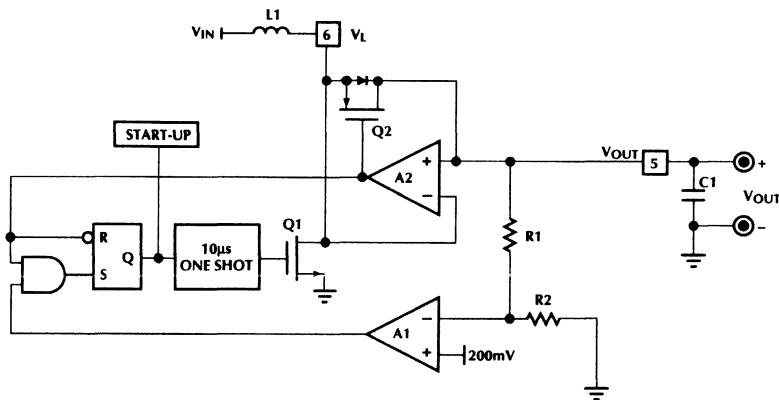 L1
VIN
6
VL
START-UP
Q2
VOUT
5
+
A2
−
C1
+
VOUT
−
Q1
R1
R
Q
S
10μs
ONE SHOT
R2
A1
−
+
200mV